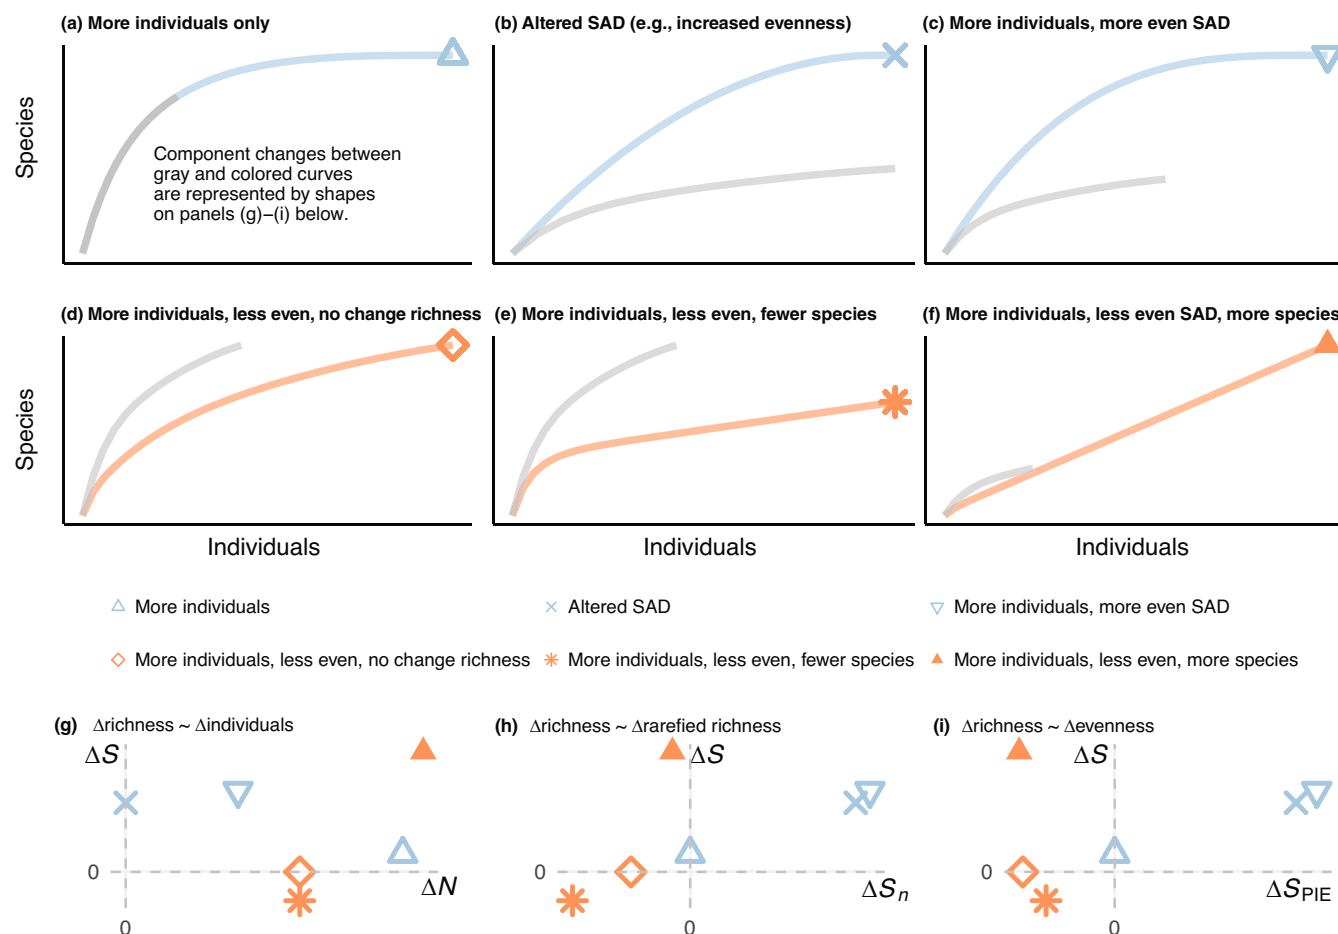 (a) More individuals only
(b) Altered SAD (e.g., increased evenness)
(c) More individuals, more even SAD
Species
Component changes between
gray and colored curves
are represented by shapes
on panels (g)–(i) below.
(d) More individuals, less even, no change richness
(e) More individuals, less even, fewer species
(f) More individuals, less even SAD, more species
Species
Individuals
Individuals
Individuals
More individuals
Altered SAD
More individuals, more even SAD
More individuals, less even, no change richness
More individuals, less even, fewer species
More individuals, less even, more species
(g) Δrichness ~ Δindividuals
ΔS
0
ΔN
0
(h) Δrichness ~ Δrarefied richness
ΔS
0
ΔSn
0
(i) Δrichness ~ Δevenness
ΔS
0
ΔSPIE
0